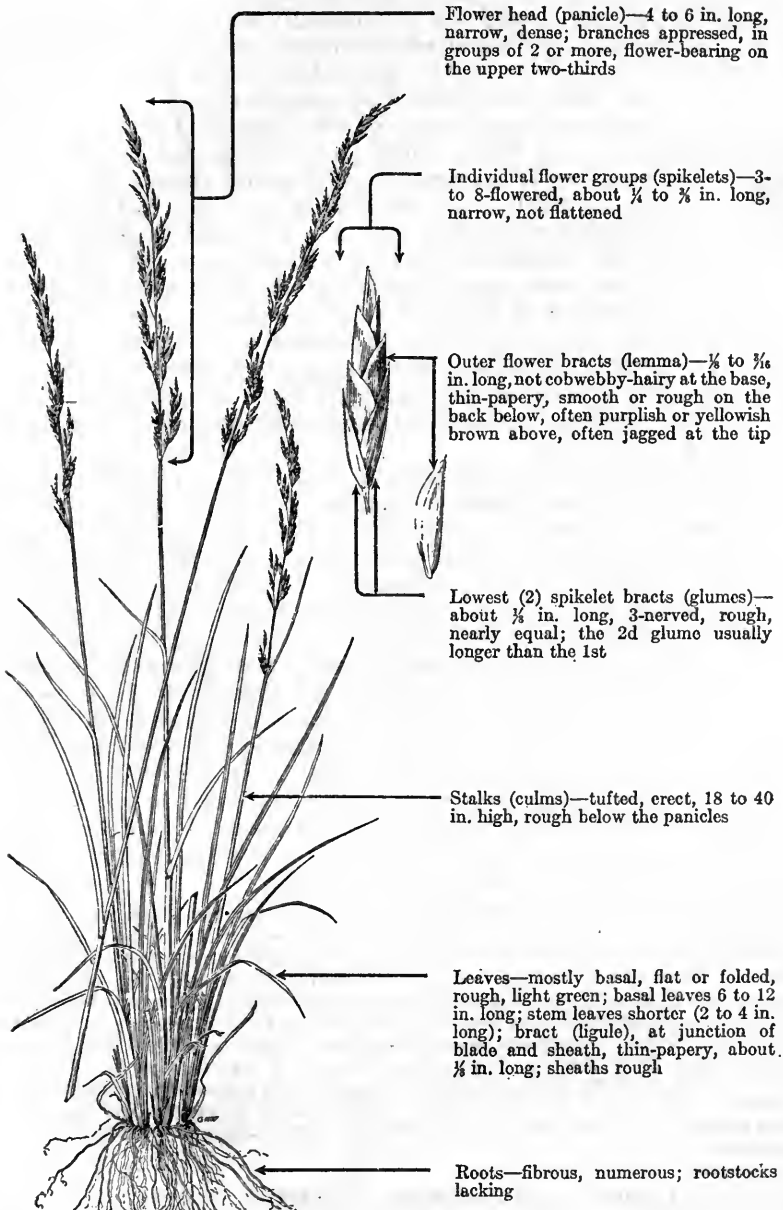 Flower head (panicle)—4 to 6 in. long,
narrow, dense; branches appressed, in
groups of 2 or more, flower-bearing on
the upper two-thirds
Individual flower groups (spikelets)—3-
to 8-flowered, about ¼ to ⅜ in. long,
narrow, not flattened
Outer flower bracts (lemma)—⅛ to 3/16
in. long, not cobwebby-hairy at the base,
thin-papery, smooth or rough on the
back below, often purplish or yellowish
brown above, often jagged at the tip
Lowest (2) spikelet bracts (glumes)—
about ⅛ in. long, 3-nerved, rough,
nearly equal; the 2d glume usually
longer than the 1st
Stalks (culms)—tufted, erect, 18 to 40
in. high, rough below the panicles
Leaves—mostly basal, flat or folded,
rough, light green; basal leaves 6 to 12
in. long; stem leaves shorter (2 to 4 in.
long); bract (ligule), at junction of
blade and sheath, thin-papery, about
⅛ in. long; sheaths rough
Roots—fibrous, numerous; rootstocks
lacking